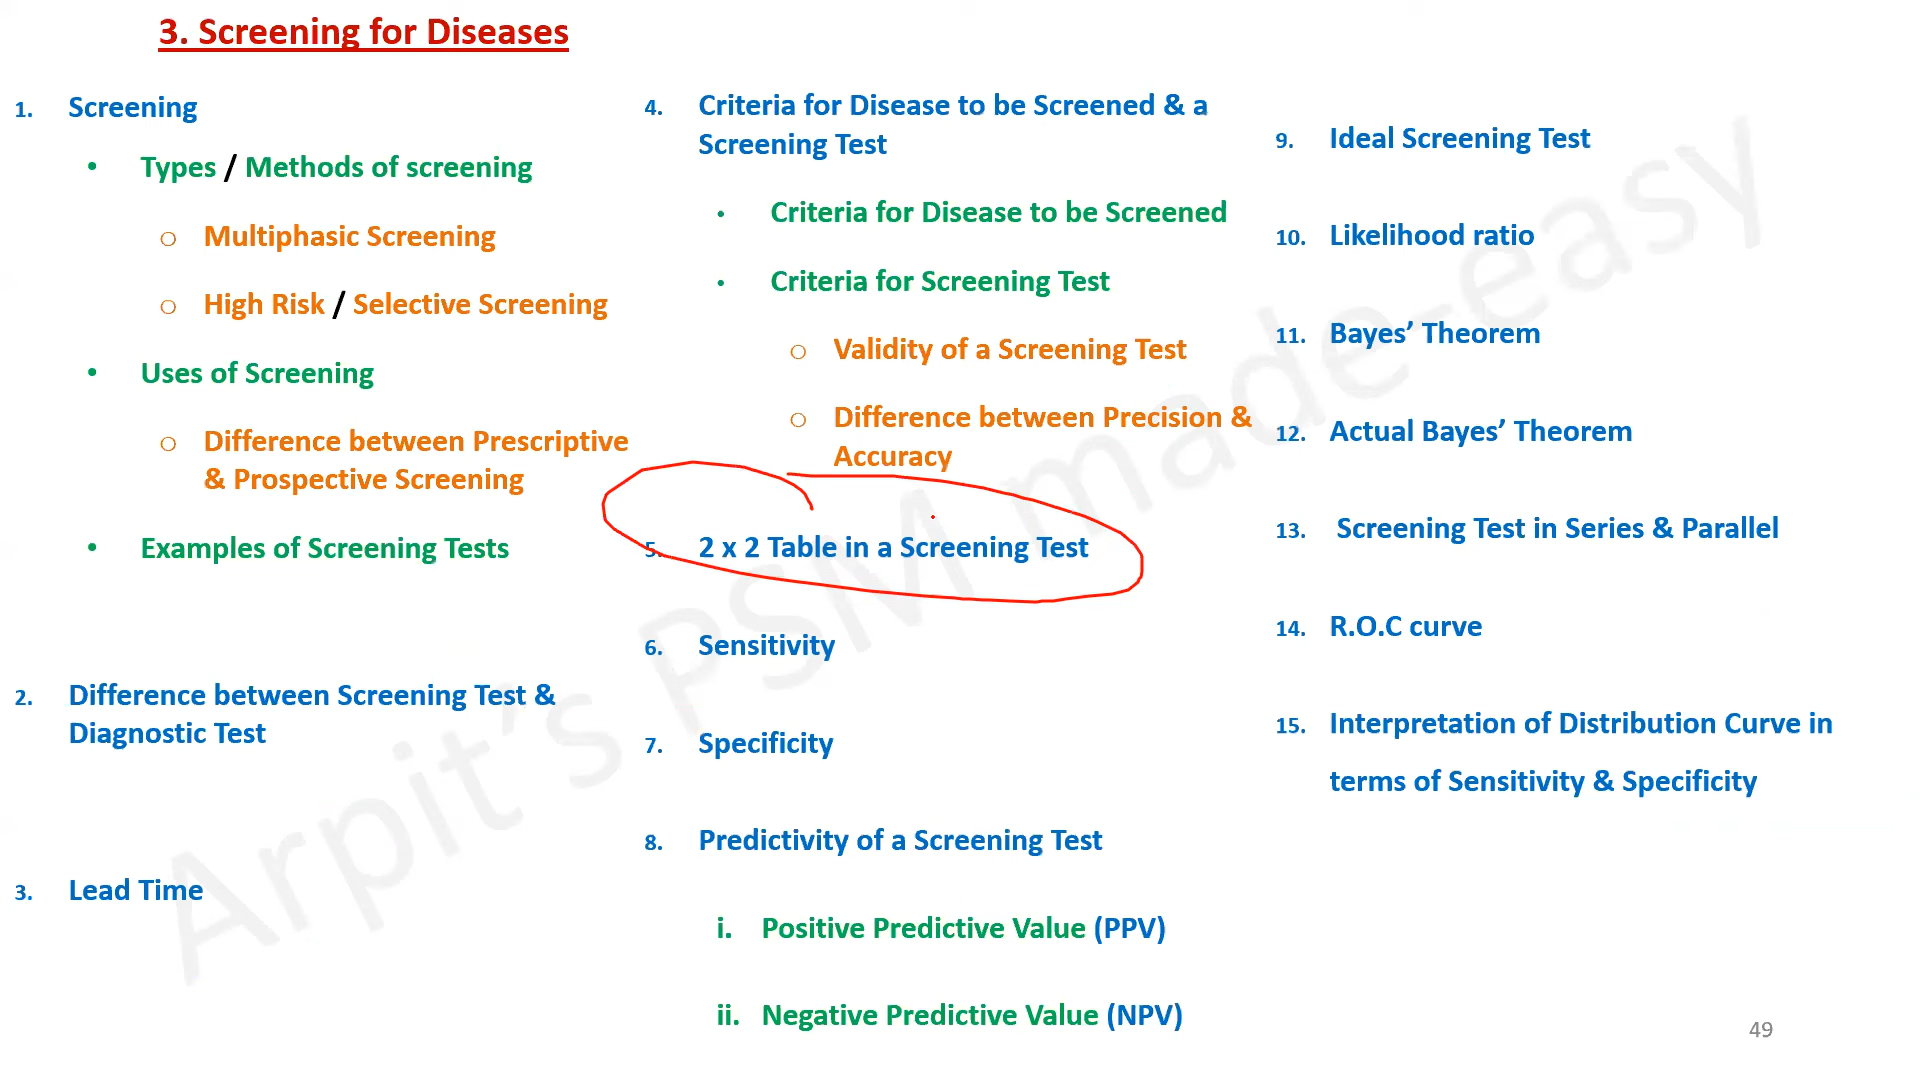 3. Screening for Diseases
1. Screening
• Types / Methods of screening
o Multiphasic Screening
o High Risk / Selective Screening
• Uses of Screening
o Difference between Prescriptive
& Prospective Screening
• Examples of Screening Tests
2. Difference between Screening Test &
Diagnostic Test
3. Lead Time
4. Criteria for Disease to be Screened & a
Screening Test
• Criteria for Disease to be Screened
• Criteria for Screening Test
o Validity of a Screening Test
o Difference between Precision &
Accuracy
5. 2 x 2 Table in a Screening Test
6. Sensitivity
7. Specificity
8. Predictivity of a Screening Test
i. Positive Predictive Value (PPV)
ii. Negative Predictive Value (NPV)
9. Ideal Screening Test
10. Likelihood ratio
11. Bayes’ Theorem
12. Actual Bayes’ Theorem
13. Screening Test in Series & Parallel
14. R.O.C curve
15. Interpretation of Distribution Curve in
terms of Sensitivity & Specificity
49
Arpit’s PSM made-easy